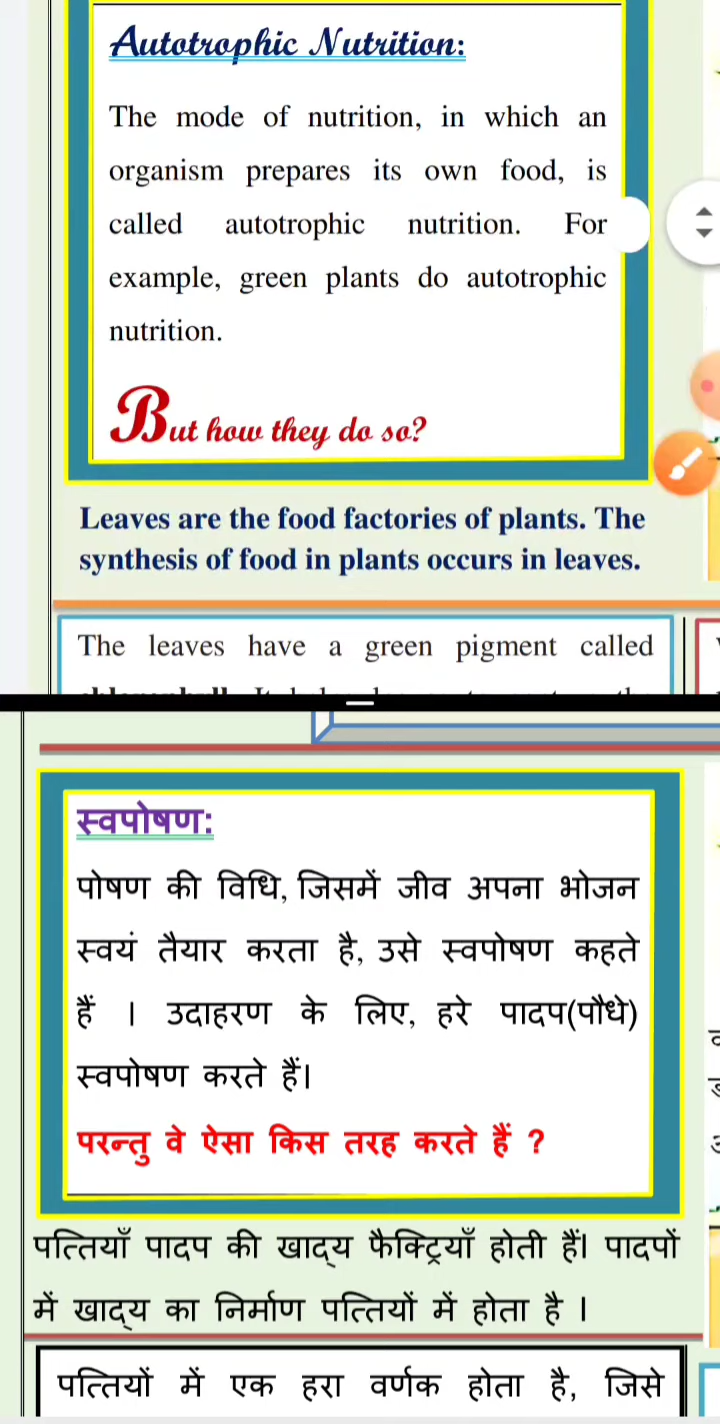 Autotrophic Nutrition:
The mode of nutrition, in which an
organism prepares its own food, is
called autotrophic nutrition. For
example, green plants do autotrophic
nutrition.
But how they do so?
Leaves are the food factories of plants. The
synthesis of food in plants occurs in leaves.
The leaves have a green pigment called
स्वपोषण:
पोषण की विधि, जिसमें जीव अपना भोजन
स्वयं तैयार करता है, उसे स्वपोषण कहते
हैं । उदाहरण के लिए, हरे पादप(पौधे)
स्वपोषण करते हैं।
परन्तु वे ऐसा किस तरह करते हैं ?
पत्तियाँ पादप की खाद्य फैक्ट्रियाँ होती हैं। पादपों
में खाद्य का निर्माण पत्तियों में होता है ।
पत्तियों में एक हरा वर्णक होता है, जिसे